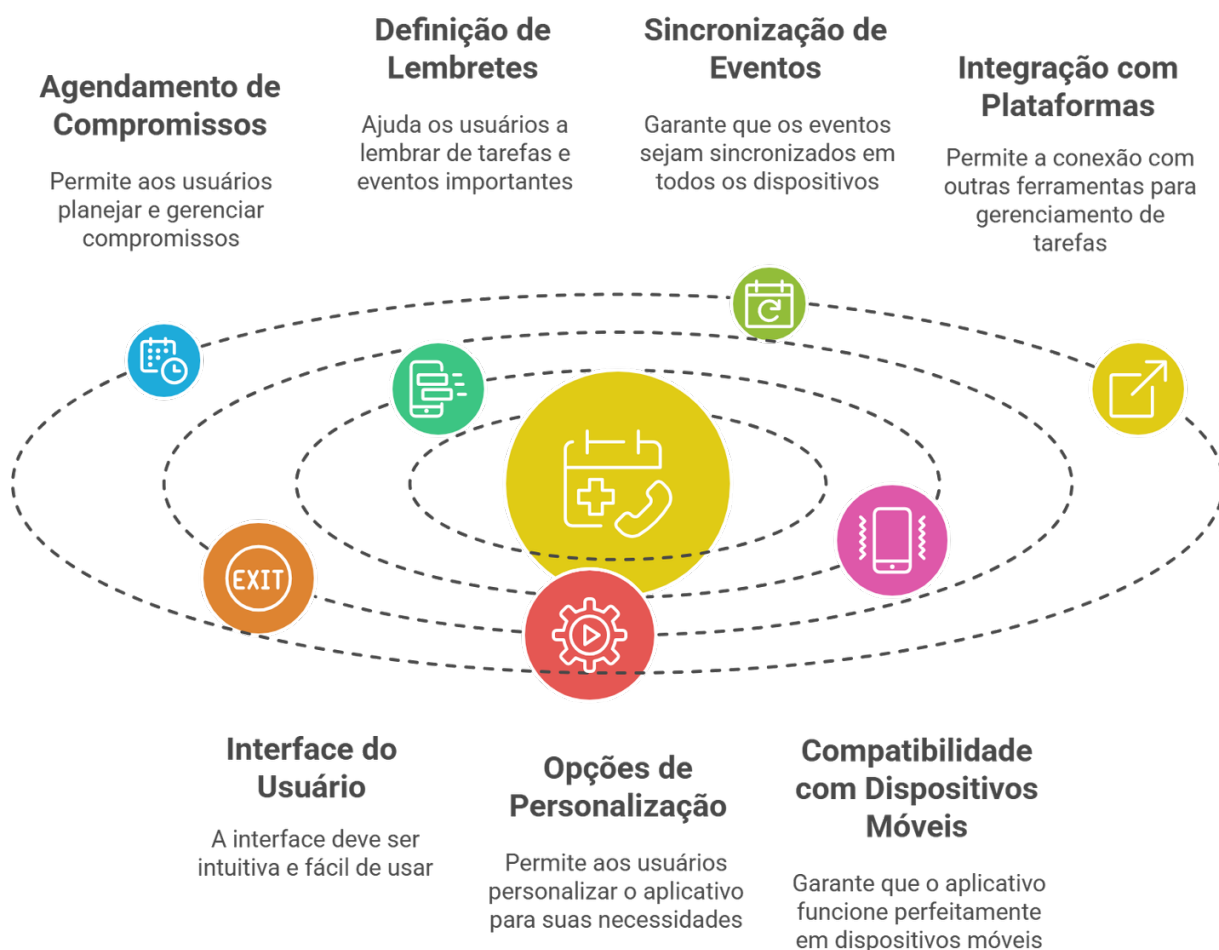 Agendamento de
Compromissos
Permite aos usuários
planejar e gerenciar
compromissos
Definição de
Lembretes
Ajuda os usuários a
lembrar de tarefas e
eventos importantes
Sincronização de
Eventos
Garante que os eventos
sejam sincronizados em
todos os dispositivos
Integração com
Plataformas
Permite a conexão com
outras ferramentas para
gerenciamento de
tarefas
EXIT
Interface do
Usuário
A interface deve ser
intuitiva e fácil de usar
Opções de
Personalização
Permite aos usuários
personalizar o aplicativo
para suas necessidades
Compatibilidade
com Dispositivos
Móveis
Garante que o aplicativo
funcione perfeitamente
em dispositivos móveis